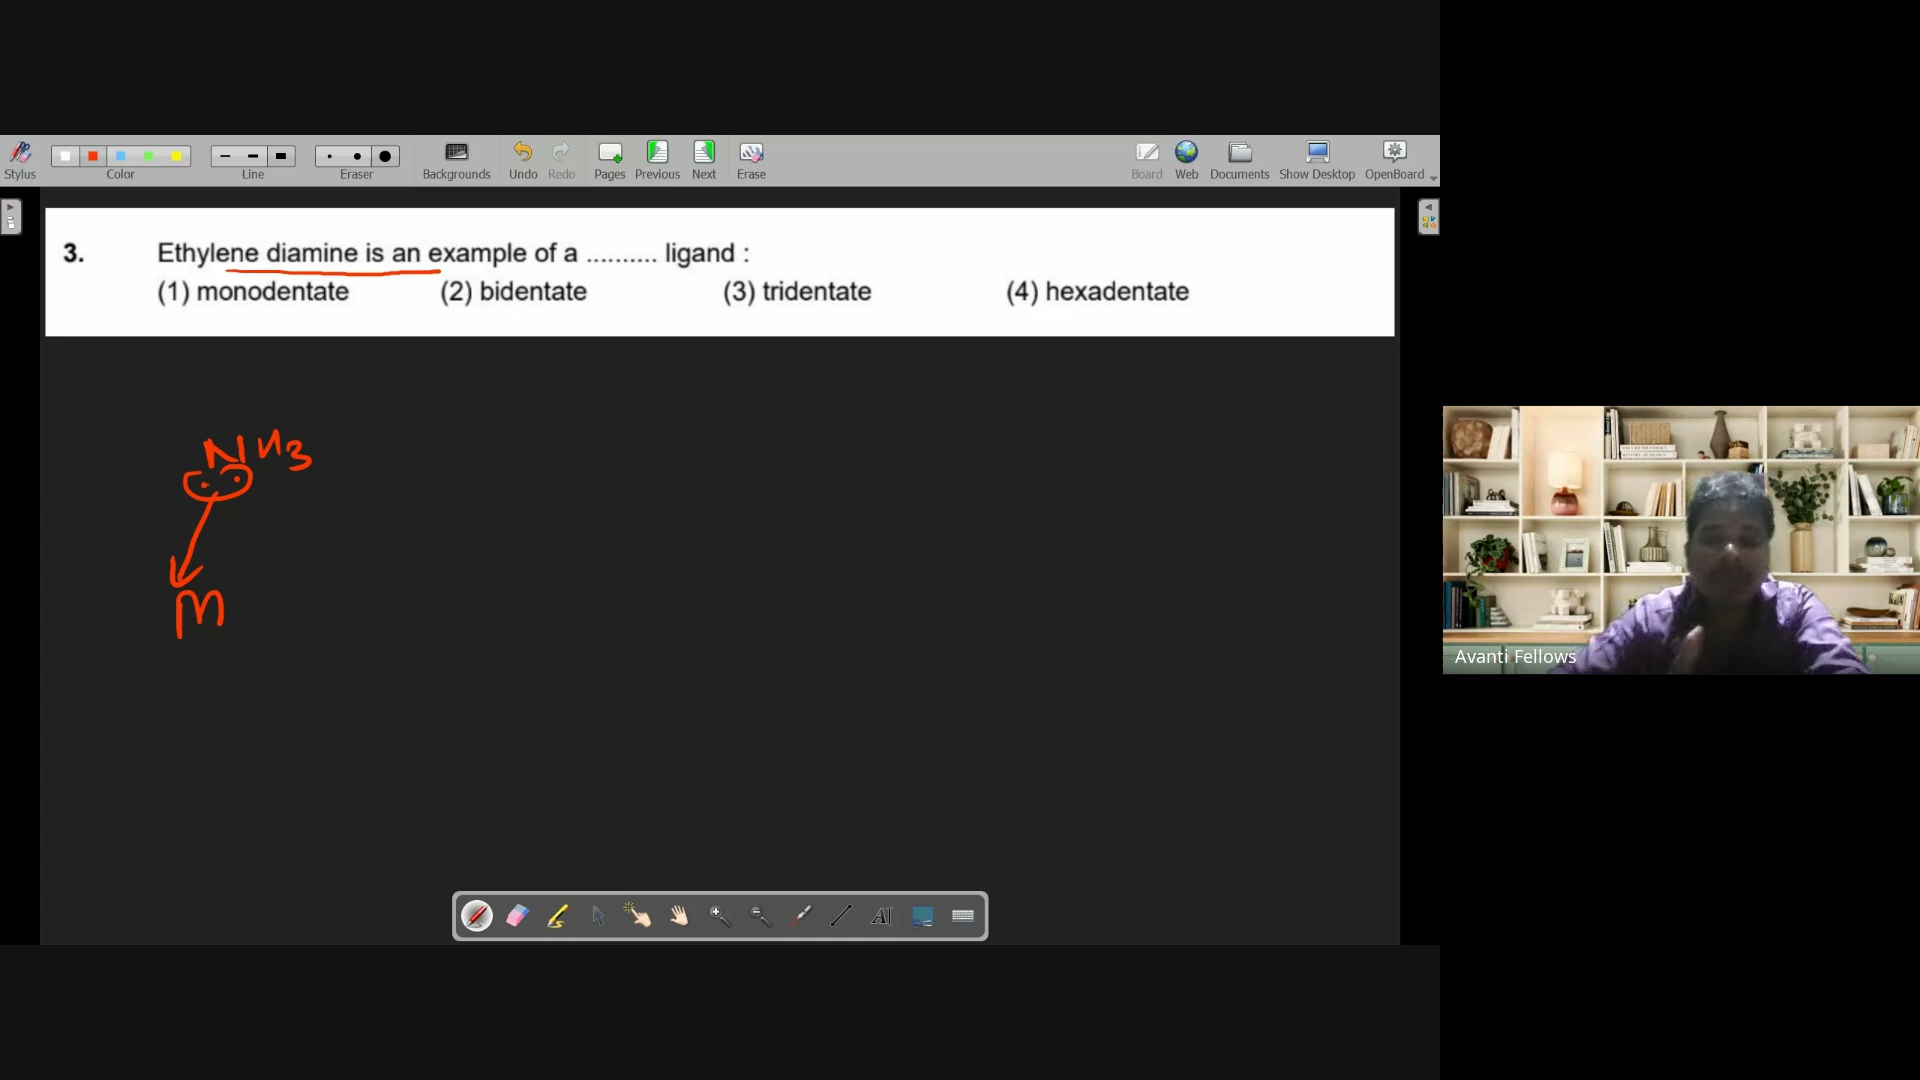 Stylus
Color
Line
Eraser
Backgrounds
Undo
Redo
Pages
Previous
Next
Erase
Board
Web
Documents
Show Desktop
OpenBoard
3. Ethylene diamine is an example of a .......... ligand :
(1) monodentate (2) bidentate (3) tridentate (4) hexadentate
NH3
M
Avanti Fellows